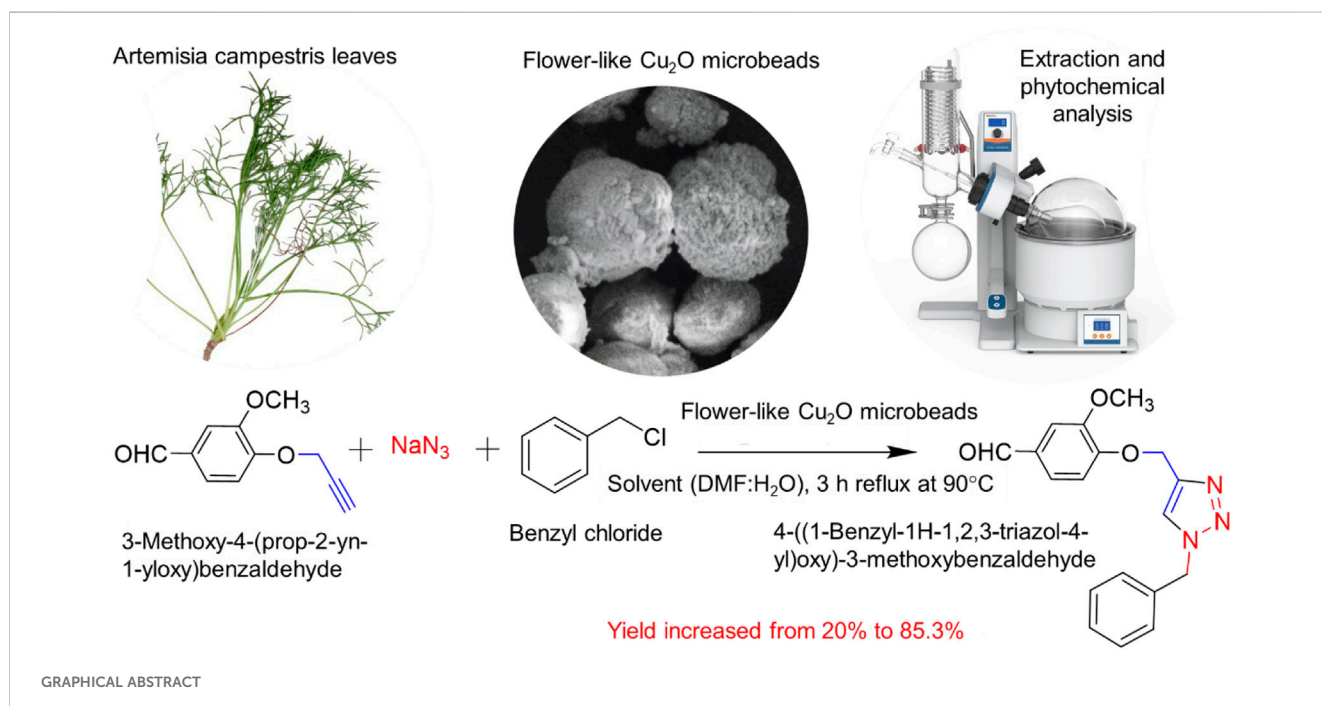 Artemisia campestris leaves
Flower-like Cu₂O microbeads
Extraction and
phytochemical
analysis
OCH₃
OHC
O
+
NaN₃
+
Cl
Flower-like Cu₂O microbeads
Solvent (DMF:H₂O), 3 h reflux at 90°C
OCH₃
OHC
O
N
N
N
3-Methoxy-4-(prop-2-yn-
1-yloxy)benzaldehyde
Benzyl chloride
4-((1-Benzyl-1H-1,2,3-triazol-4-
yl)oxy)-3-methoxybenzaldehyde
Yield increased from 20% to 85.3%
GRAPHICAL ABSTRACT